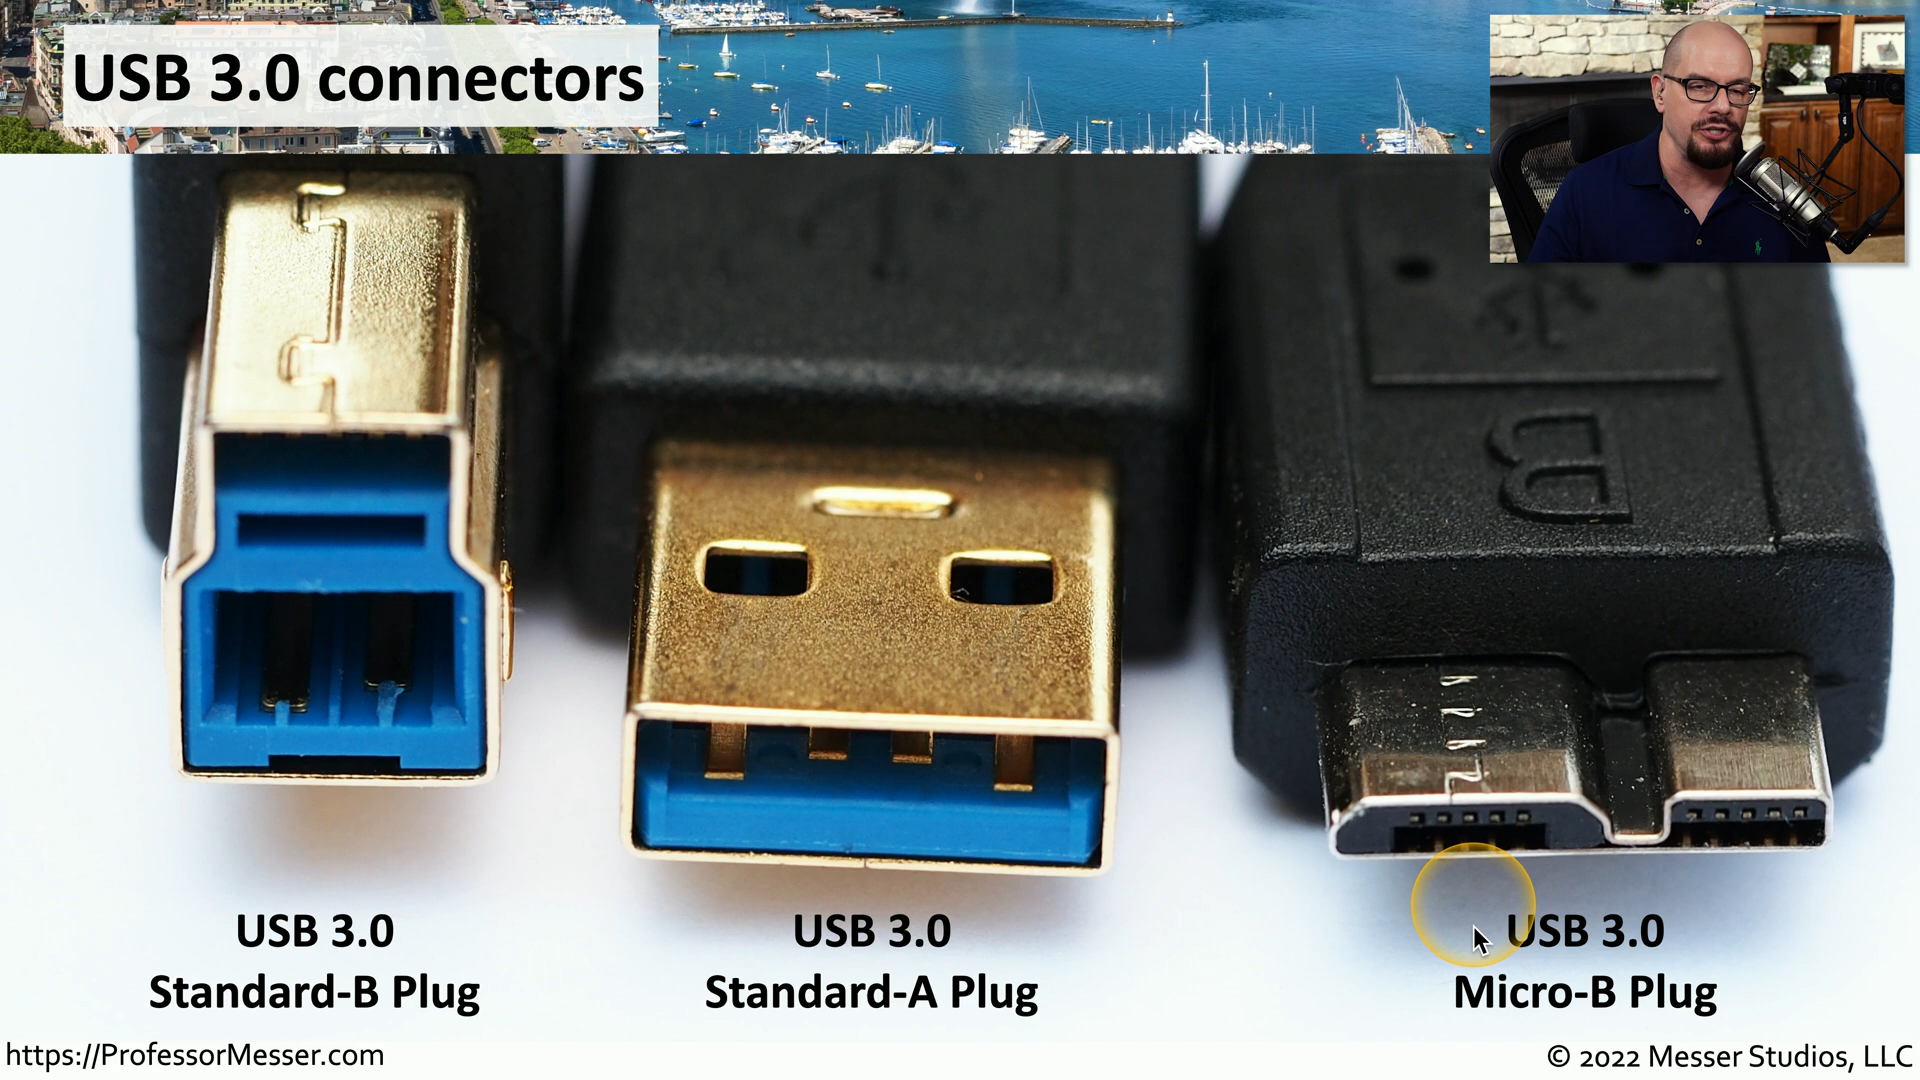 USB 3.0 connectors
B
USB 3.0
Standard-B Plug
USB 3.0
Standard-A Plug
USB 3.0
Micro-B Plug
https://ProfessorMesser.com
© 2022 Messer Studios, LLC